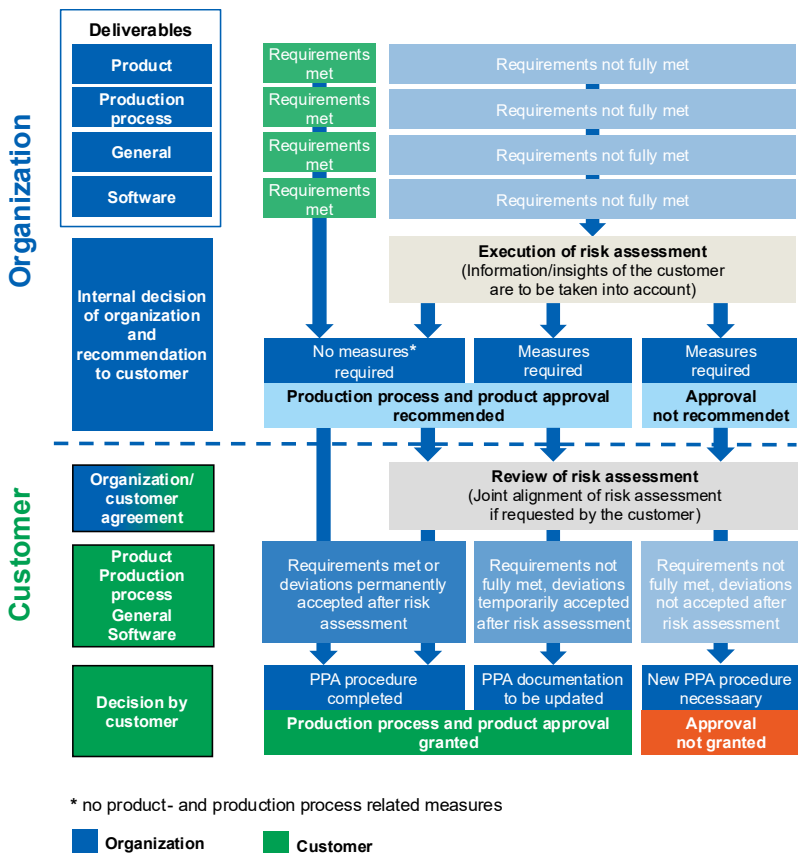 Deliverables
Product
Requirements
met
Requirements not fully met
Production
process
Requirements
met
Requirements not fully met
General
Requirements
met
Requirements not fully met
Software
Requirements
met
Requirements not fully met
Organization
Execution of risk assessment
(Information/insights of the customer
are to be taken into account)
Internal decision
of organization
and
recommendation
to customer
No measures*
required
Measures
required
Measures
required
Production process and product approval
recommended
Approval
not recommendet
Customer
Organization/
customer
agreement
Review of risk assessment
(Joint alignment of risk assessment
if requested by the customer)
Product
Production
process
General
Software
Requirements met or
deviations permanently
accepted after risk
assessment
Requirements not
fully met, deviations
temporarily accepted
after risk assessment
Requirements not
fully met, deviations
not accepted after
risk assessment
Decision by
customer
PPA procedure
completed
PPA documentation
to be updated
New PPA procedure
necessaary
Production process and product approval
granted
Approval
not granted
* no product- and production process related measures
Organization
Customer